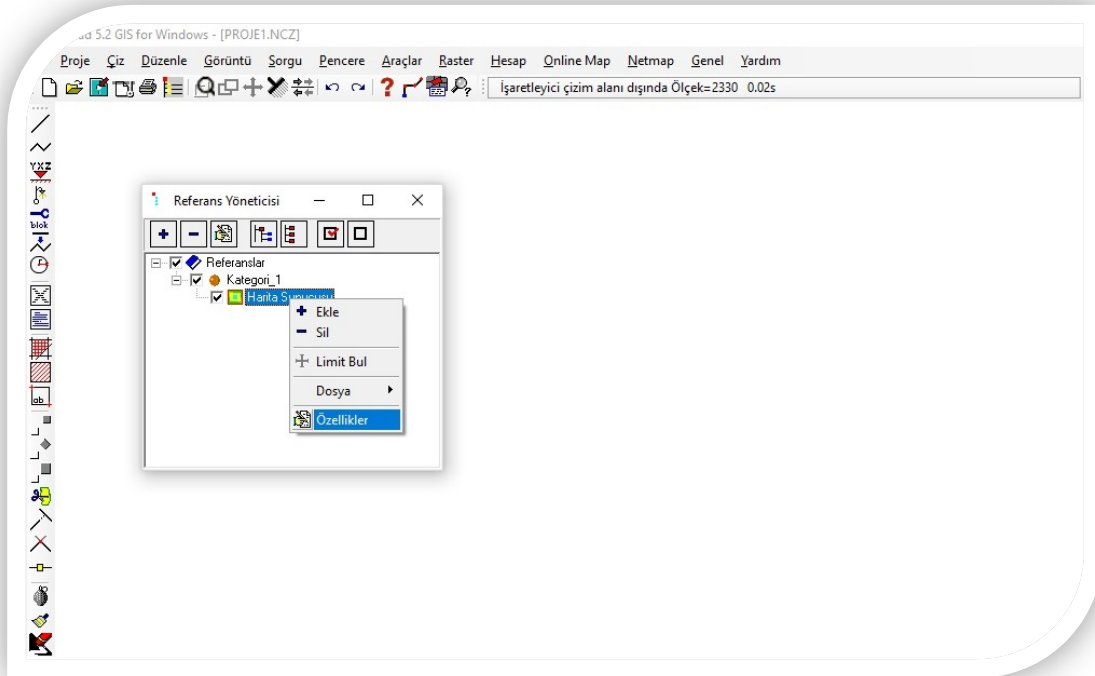 5.2 GIS for Windows - [PROJE1.NCZ]
Proje Çiz Düzenle Görüntü Sorgu Pencere Araçlar Raster Hesap Online Map Netmap Genel Yardım
İşaretleyici çizim alanı dışında Ölçek=2330 0.02s
YXZ
blok
ab
Referans Yöneticisi
Referanslar
Kategori_1
Harita Sunucusu
Ekle
Sil
Limit Bul
Dosya
Özellikler